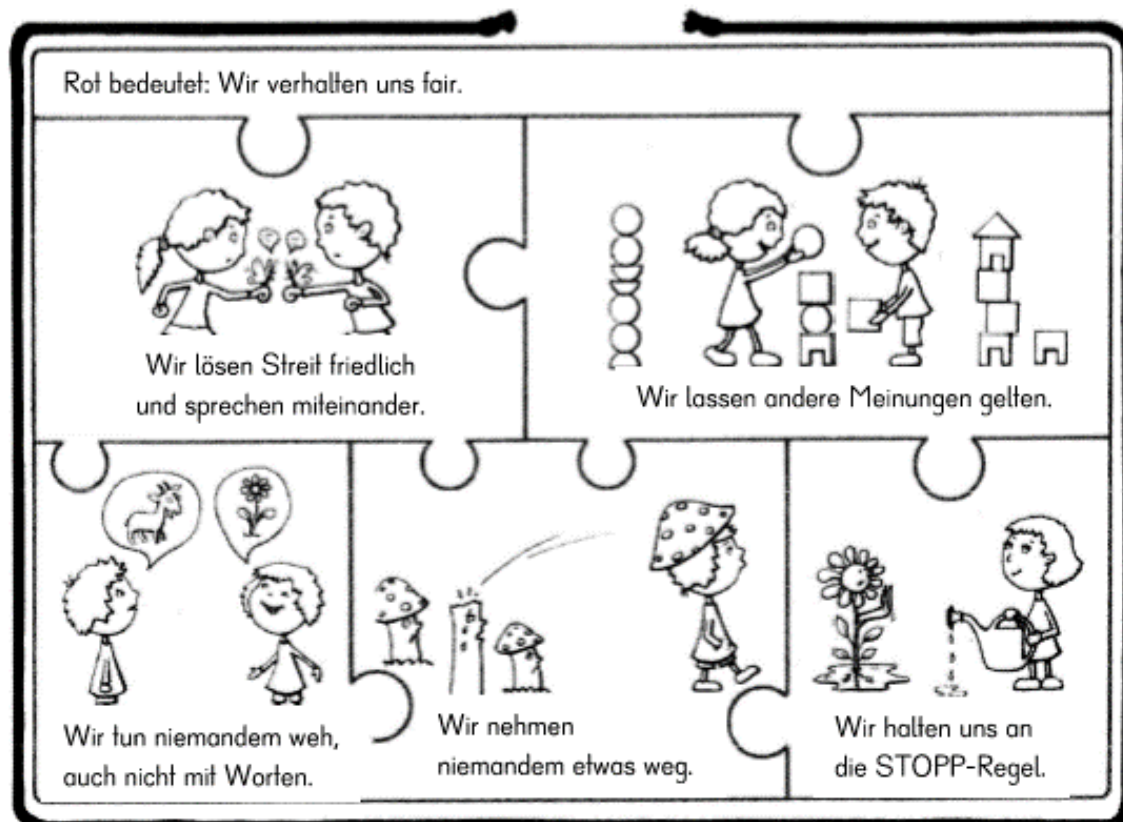 Rot bedeutet: Wir verhalten uns fair.
Wir lösen Streit friedlich
und sprechen miteinander.
Wir lassen andere Meinungen gelten.
Wir tun niemandem weh,
auch nicht mit Worten.
Wir nehmen
niemandem etwas weg.
Wir halten uns an
die STOPP-Regel.